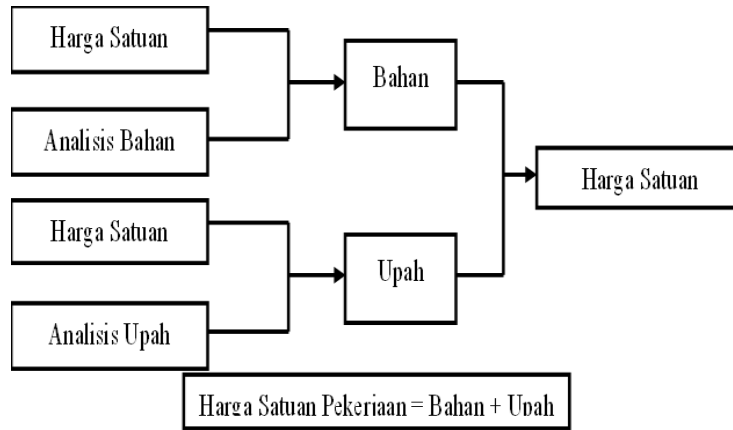 Harga Satuan
Analisis Bahan
Bahan
Harga Satuan
Harga Satuan
Analisis Upah
Upah
Harga Satuan Pekerjaan = Bahan + Upah